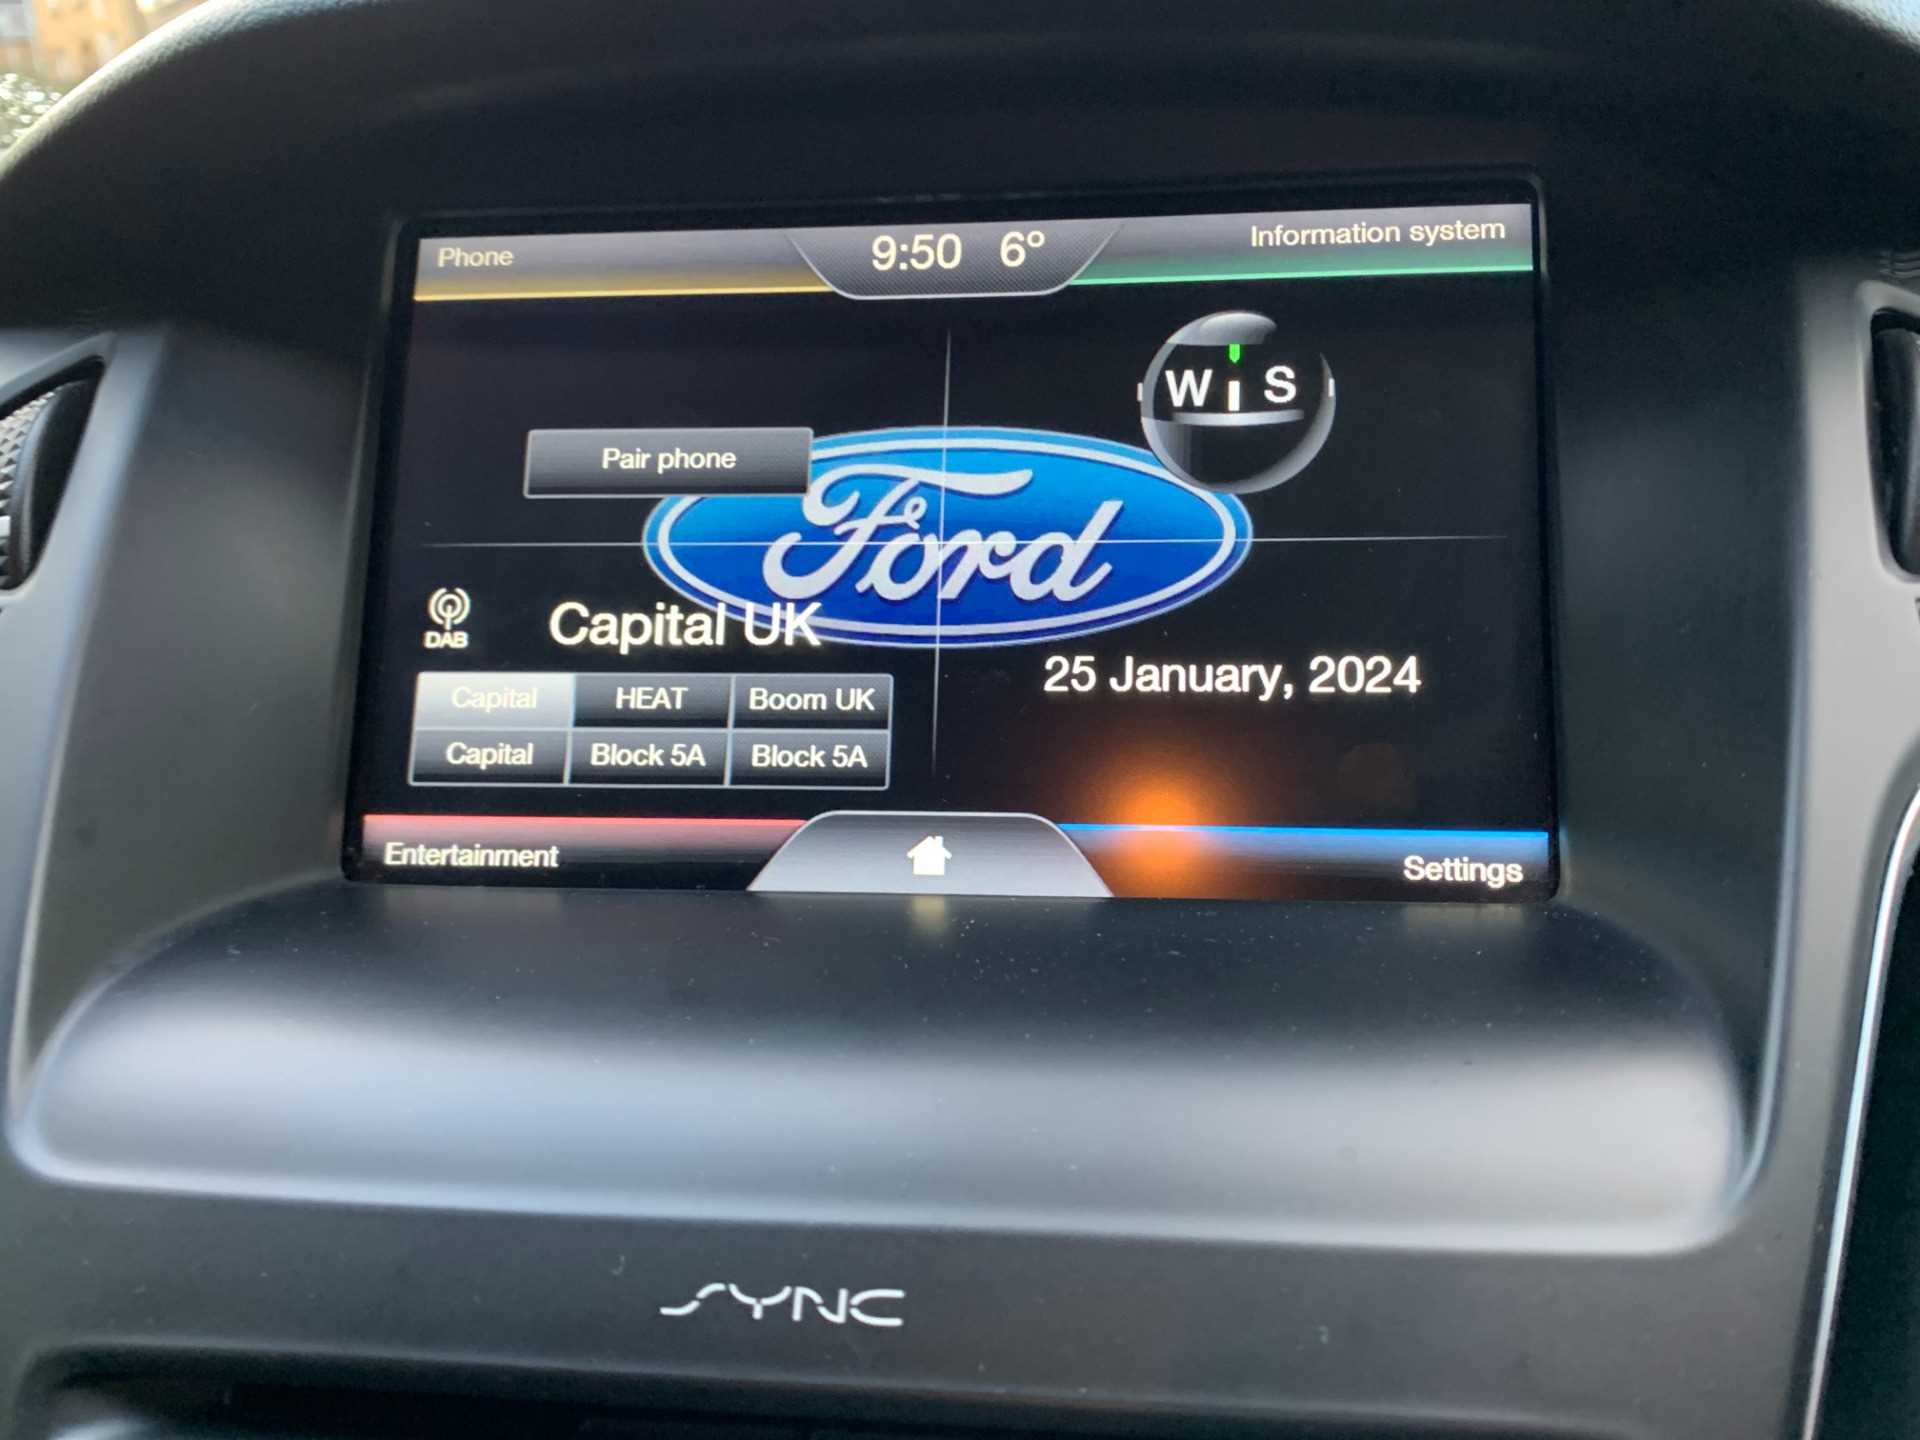 Phone
9:50 6°
Information system
W S
Pair phone
Ford
DAB
Capital UK
25 January, 2024
Capital HEAT Boom UK
Capital Block 5A Block 5A
Entertainment
Settings
SYNC